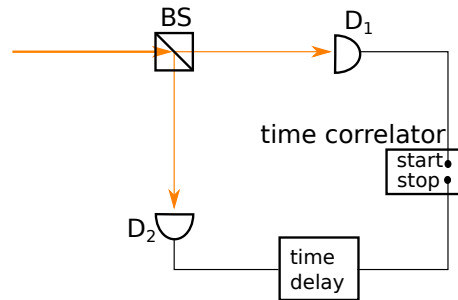 BS
D₁
time correlator
start
stop
D₂
time
delay